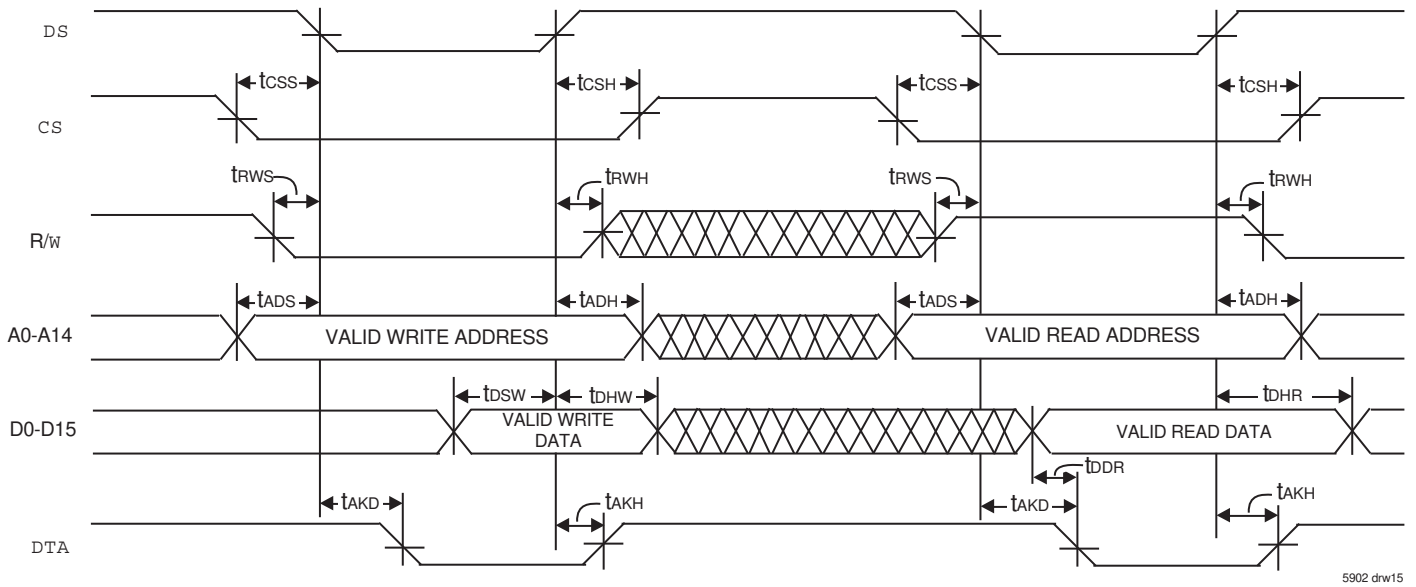 DS
tCSS tCSH tCSS tCSH
CS
tRWS tRWH tRWS tRWH
R/W
tADS tADH tADS tADH
A0-A14 VALID WRITE ADDRESS VALID READ ADDRESS
tDSW tDHW tDHR
D0-D15 VALID WRITE DATA VALID READ DATA
tDDR
tAKD tAKH tAKD tAKH
DTA
5902 drw15